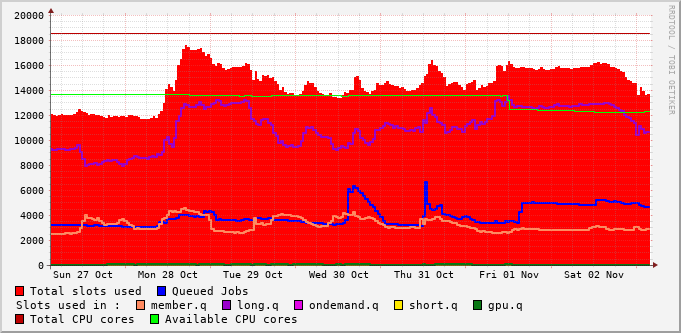 20000
18000
16000
14000
12000
10000
8000
6000
4000
2000
0
Sun 27 Oct Mon 28 Oct Tue 29 Oct Wed 30 Oct Thu 31 Oct Fri 01 Nov Sat 02 Nov
RRDTOOL / TOBI OETIKER
Total slots used Queued Jobs
Slots used in : member.q long.q ondemand.q short.q gpu.q
Total CPU cores Available CPU cores